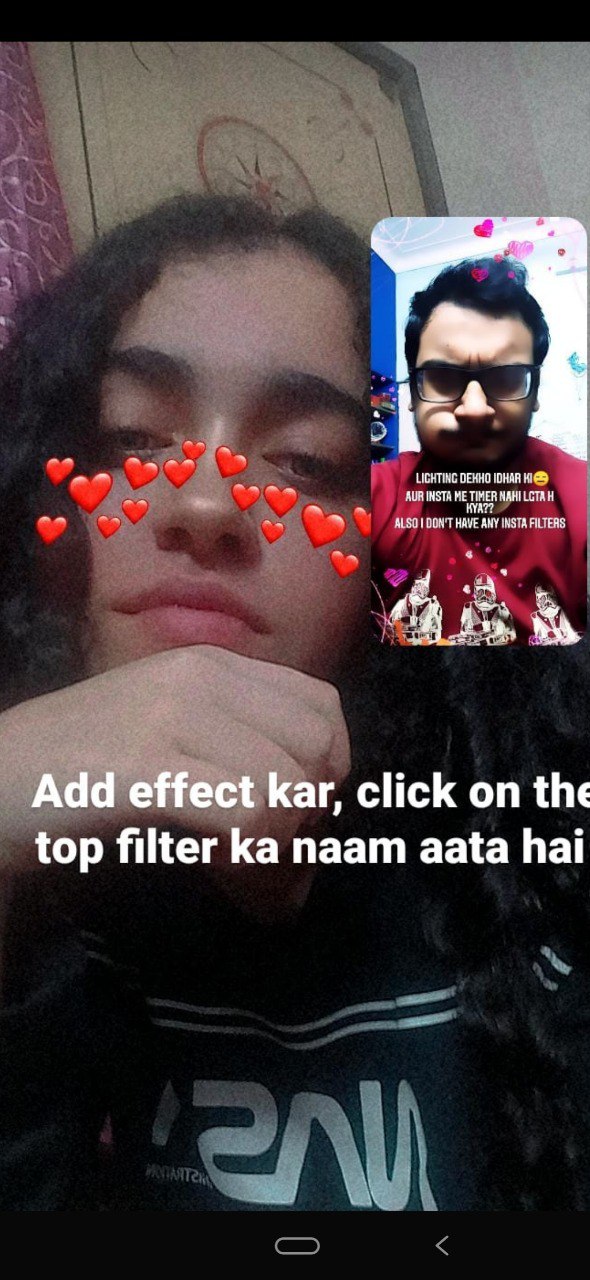 LIGHTING DEKHO IDHAR KI😑
AUR INSTA ME TIMER NAHI LGTA H
KYA??
ALSO I DON'T HAVE ANY INSTA FILTERS
Add effect kar, click on the
top filter ka naam aata hai
NAS